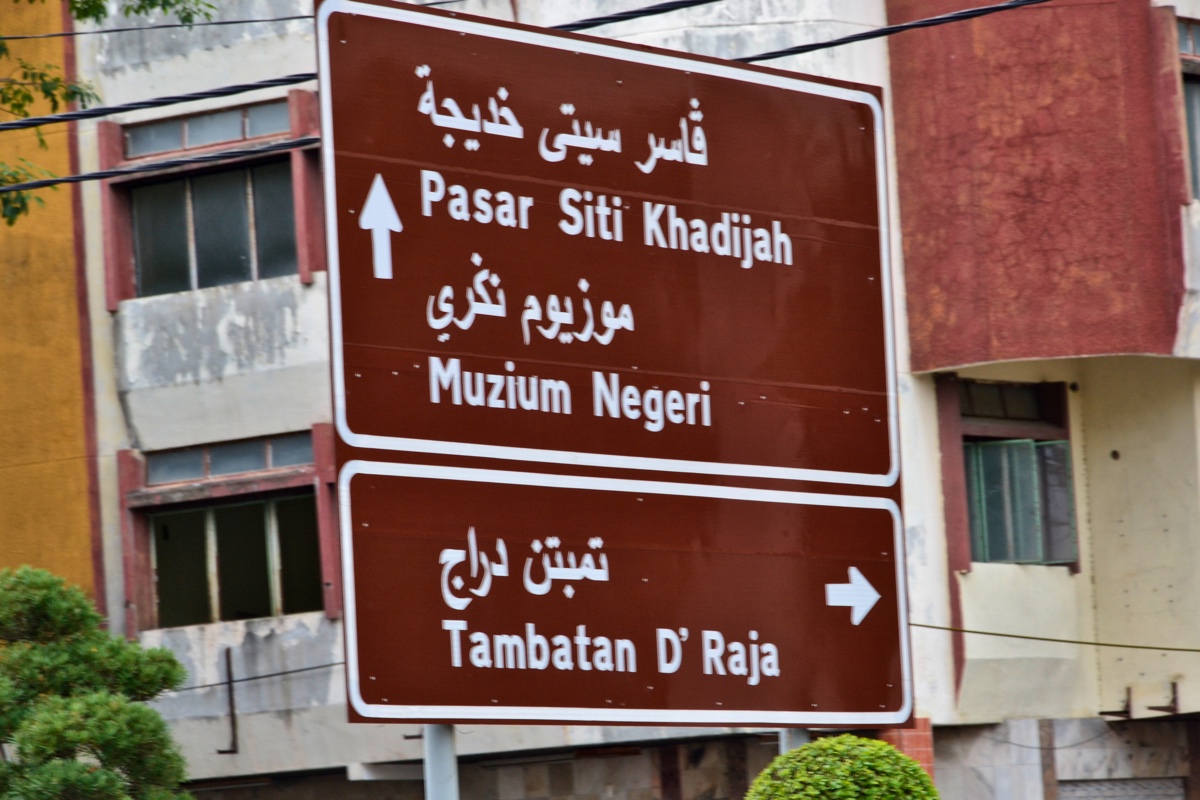 ڤاسر سيتي خديجة
Pasar Siti Khadijah
موزيوم نݢري
Muzium Negeri
تمبتن دراج
Tambatan D' Raja